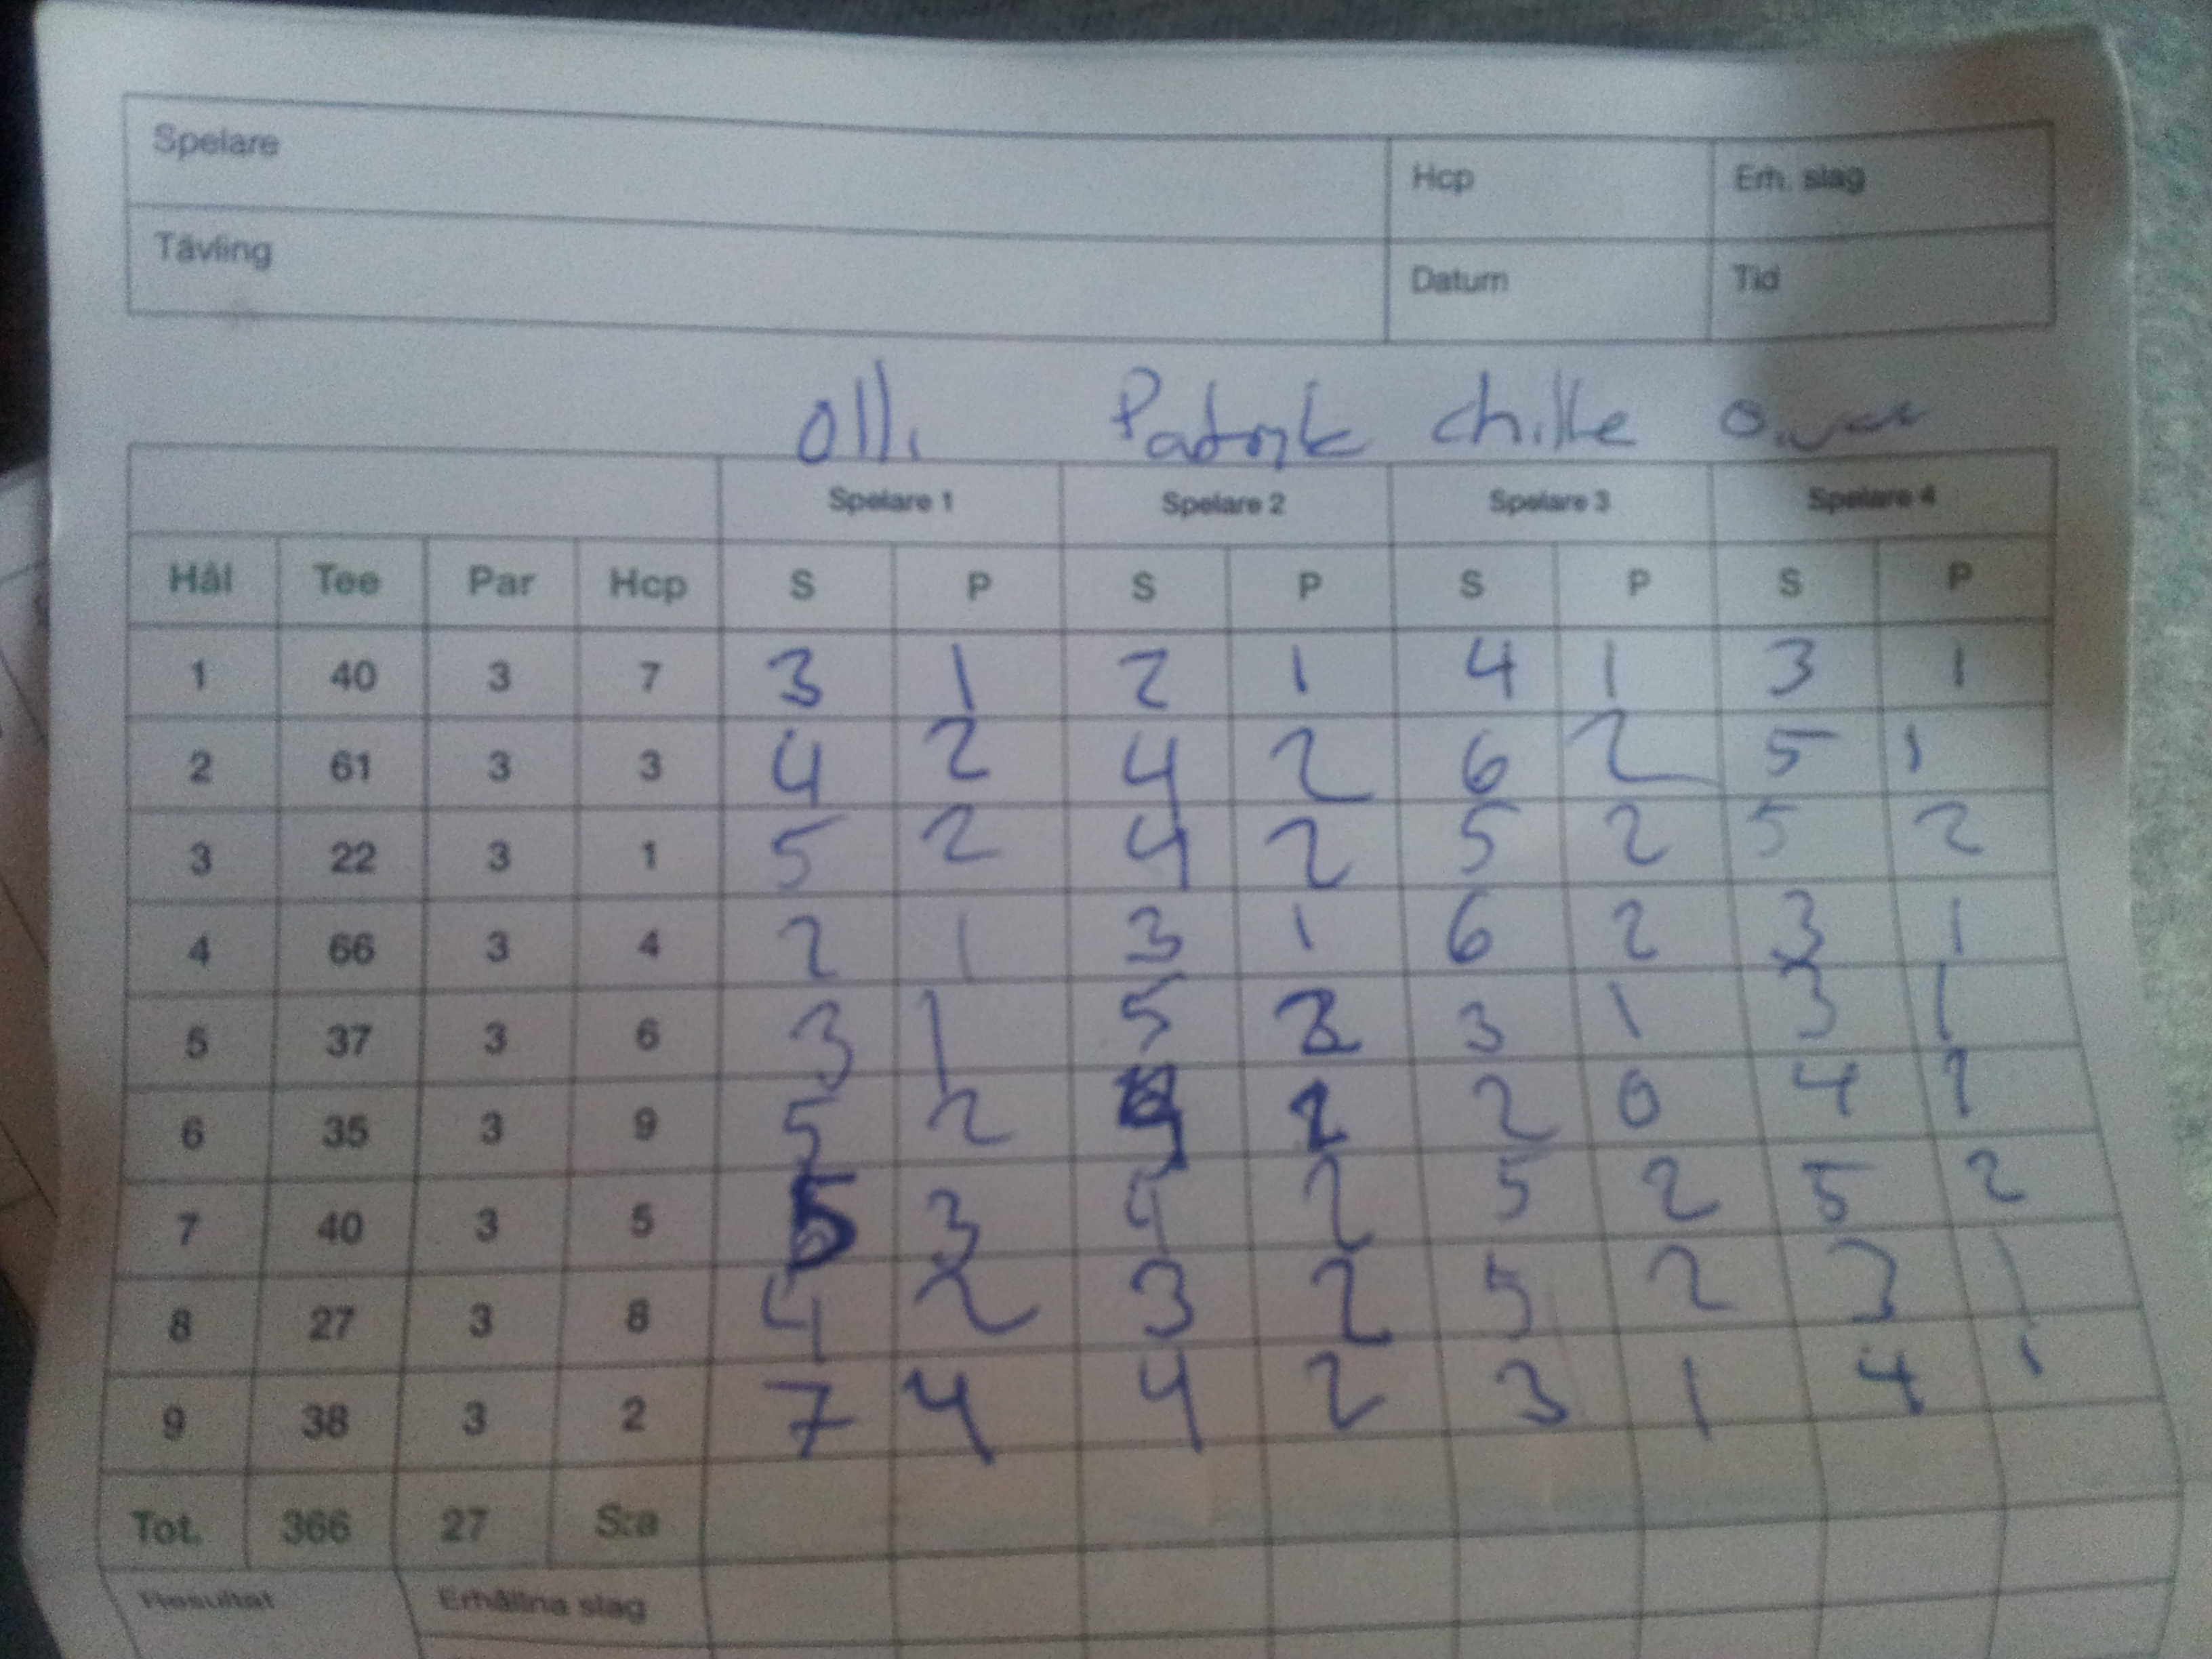 Spelare Hcp Erh. slag
Tävling Datum Tid
Olli Patrik chille
Spelare 1 Spelare 2 Spelare 3 Spelare 4
Hål Tee Par Hcp S P S P S P S P
1 40 3 7 3 1 2 1 4 1 3 1
2 61 3 3 4 2 4 2 6 2 5 1
3 22 3 1 5 2 4 2 5 2 5 2
4 66 3 4 2 1 3 1 6 2 3 1
5 37 3 6 3 1 5 2 3 1 3 1
6 35 3 9 5 2 2 0 4
7 40 3 5 5 3 4 2 5 2 5 2
8 27 3 8 4 2 3 2 5 2 3 1
9 38 3 2 7 4 4 2 3 1 4 1
Tot. 366 27 S:a
Resultat Erhållna slag